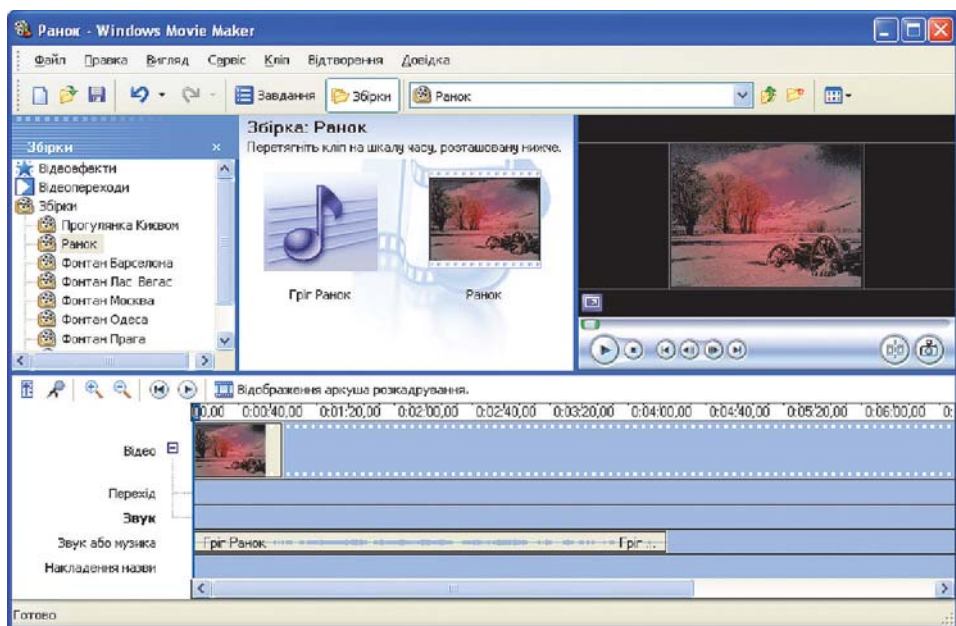 Ранок - Windows Movie Maker
Файл Правка Вигляд Сервіс Кліп Відтворення Довідка
Завдання Збірки Ранок
Збірки
Відеоефекти
Відеопереходи
Збірки
Прогулянка Києвом
Ранок
Фонтан Барселона
Фонтан Лас Вегас
Фонтан Москва
Фонтан Одеса
Фонтан Прага
Збірка: Ранок
Перетягніть кліп на шкалу часу, розташовану нижче.
Гріг Ранок
Ранок
Відображення аркуша розкадрування.
0:00:40,00 0:01:20,00 0:02:00,00 0:02:40,00 0:03:20,00 0:04:00,00 0:04:40,00 0:05:20,00 0:06:00,00 0:
Відео
Перехід
Звук
Звук або музика
Гріг Ранок Гріг ...
Накладення назви
Готово